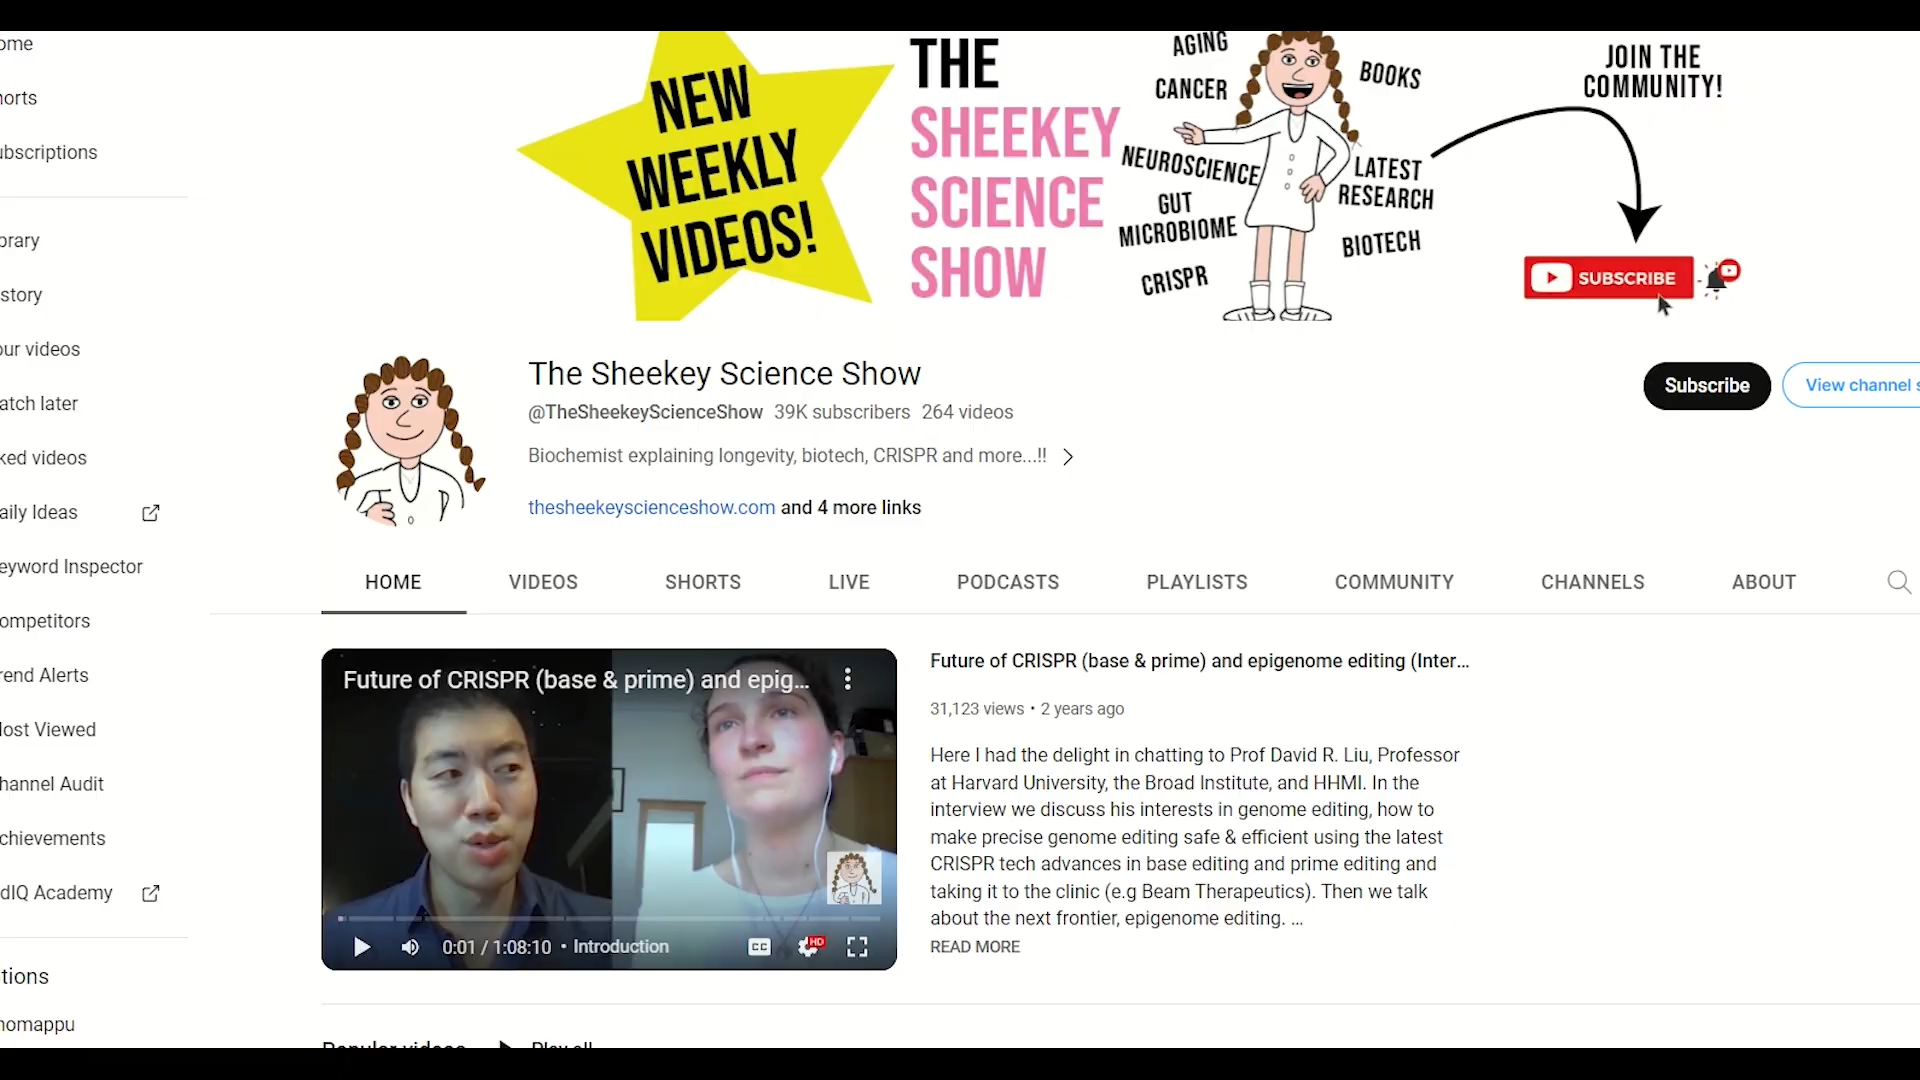 ome
horts
ubscriptions
brary
story
our videos
atch later
ked videos
aily Ideas
eyword Inspector
ompetitors
rend Alerts
lost Viewed
hannel Audit
chievements
dIQ Academy
tions
nomappu
NEW
WEEKLY
VIDEOS!
THE
SHEEKEY
SCIENCE
SHOW
AGING
CANCER
NEUROSCIENCE
GUT
MICROBIOME
CRISPR
BOOKS
LATEST
RESEARCH
BIOTECH
JOIN THE
COMMUNITY!
SUBSCRIBE
The Sheekey Science Show
@TheSheekeyScienceShow 39K subscribers 264 videos
Biochemist explaining longevity, biotech, CRISPR and more...!!
thesheekeyscienceshow.com and 4 more links
Subscribe
View channel s
HOME VIDEOS SHORTS LIVE PODCASTS PLAYLISTS COMMUNITY CHANNELS ABOUT
Future of CRISPR (base & prime) and epig...
0:01 / 1:08:10 • Introduction
CC
HD
Future of CRISPR (base & prime) and epigenome editing (Inter...
31,123 views • 2 years ago
Here I had the delight in chatting to Prof David R. Liu, Professor
at Harvard University, the Broad Institute, and HHMI. In the
interview we discuss his interests in genome editing, how to
make precise genome editing safe & efficient using the latest
CRISPR tech advances in base editing and prime editing and
taking it to the clinic (e.g Beam Therapeutics). Then we talk
about the next frontier, epigenome editing. ...
READ MORE
Popular videos Play all